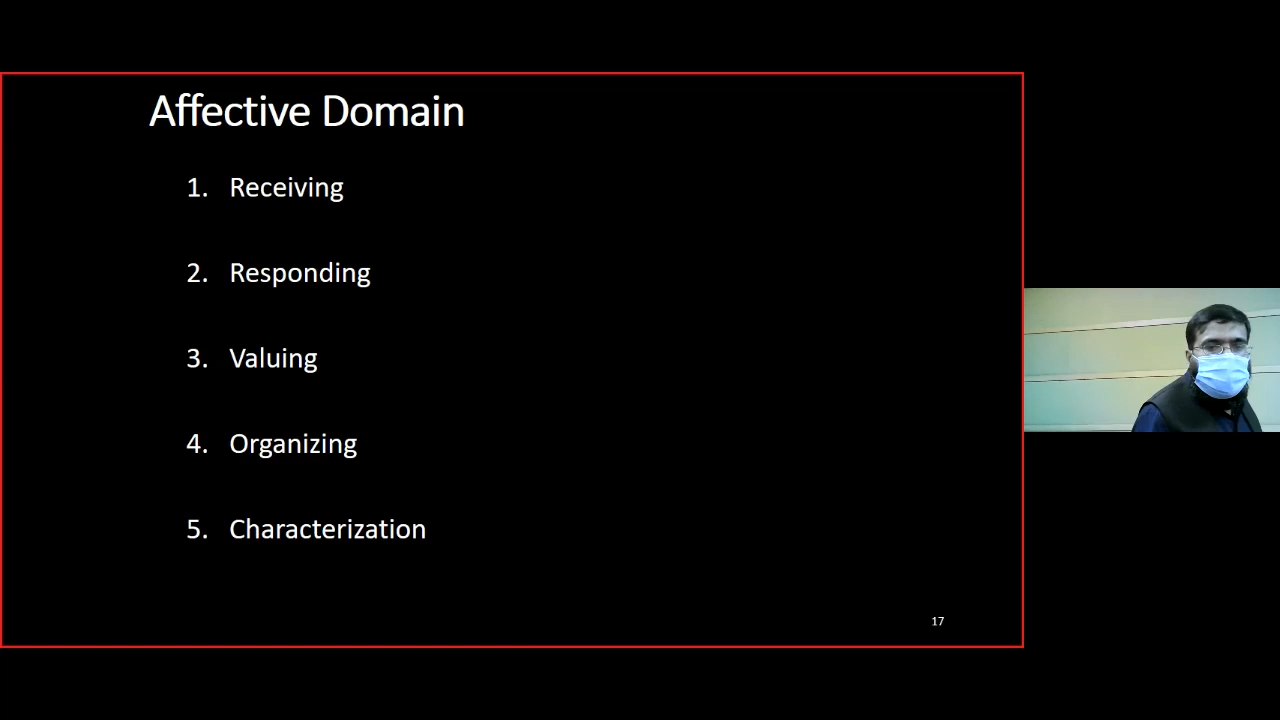 Affective Domain
1. Receiving
2. Responding
3. Valuing
4. Organizing
5. Characterization
17